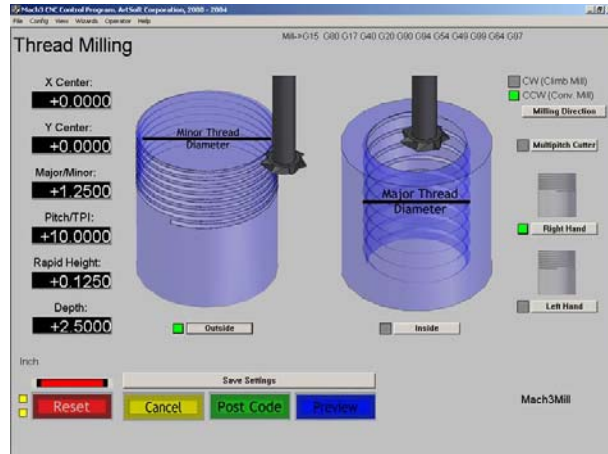 Mach3 CNC Control Program, ArtSoft Corporation, 2000 - 2004
File Config View Wizards Operator Help
Thread Milling
Mill->G15 G80 G17 G40 G20 G90 G94 G54 G49 G99 G64 G97
X Center:
+0.0000
Y Center:
+0.0000
Major/Minor:
+1.2500
Pitch/TPI:
+10.0000
Rapid Height:
+0.1250
Depth:
+2.5000
Minor Thread
Diameter
Outside
Major Thread
Diameter
Inside
CW (Climb Mill)
CCW (Conv. Mill)
Milling Direction
Multipitch Cutter
Right Hand
Left Hand
Inch
Save Settings
Reset
Cancel
Post Code
Preview
Mach3Mill